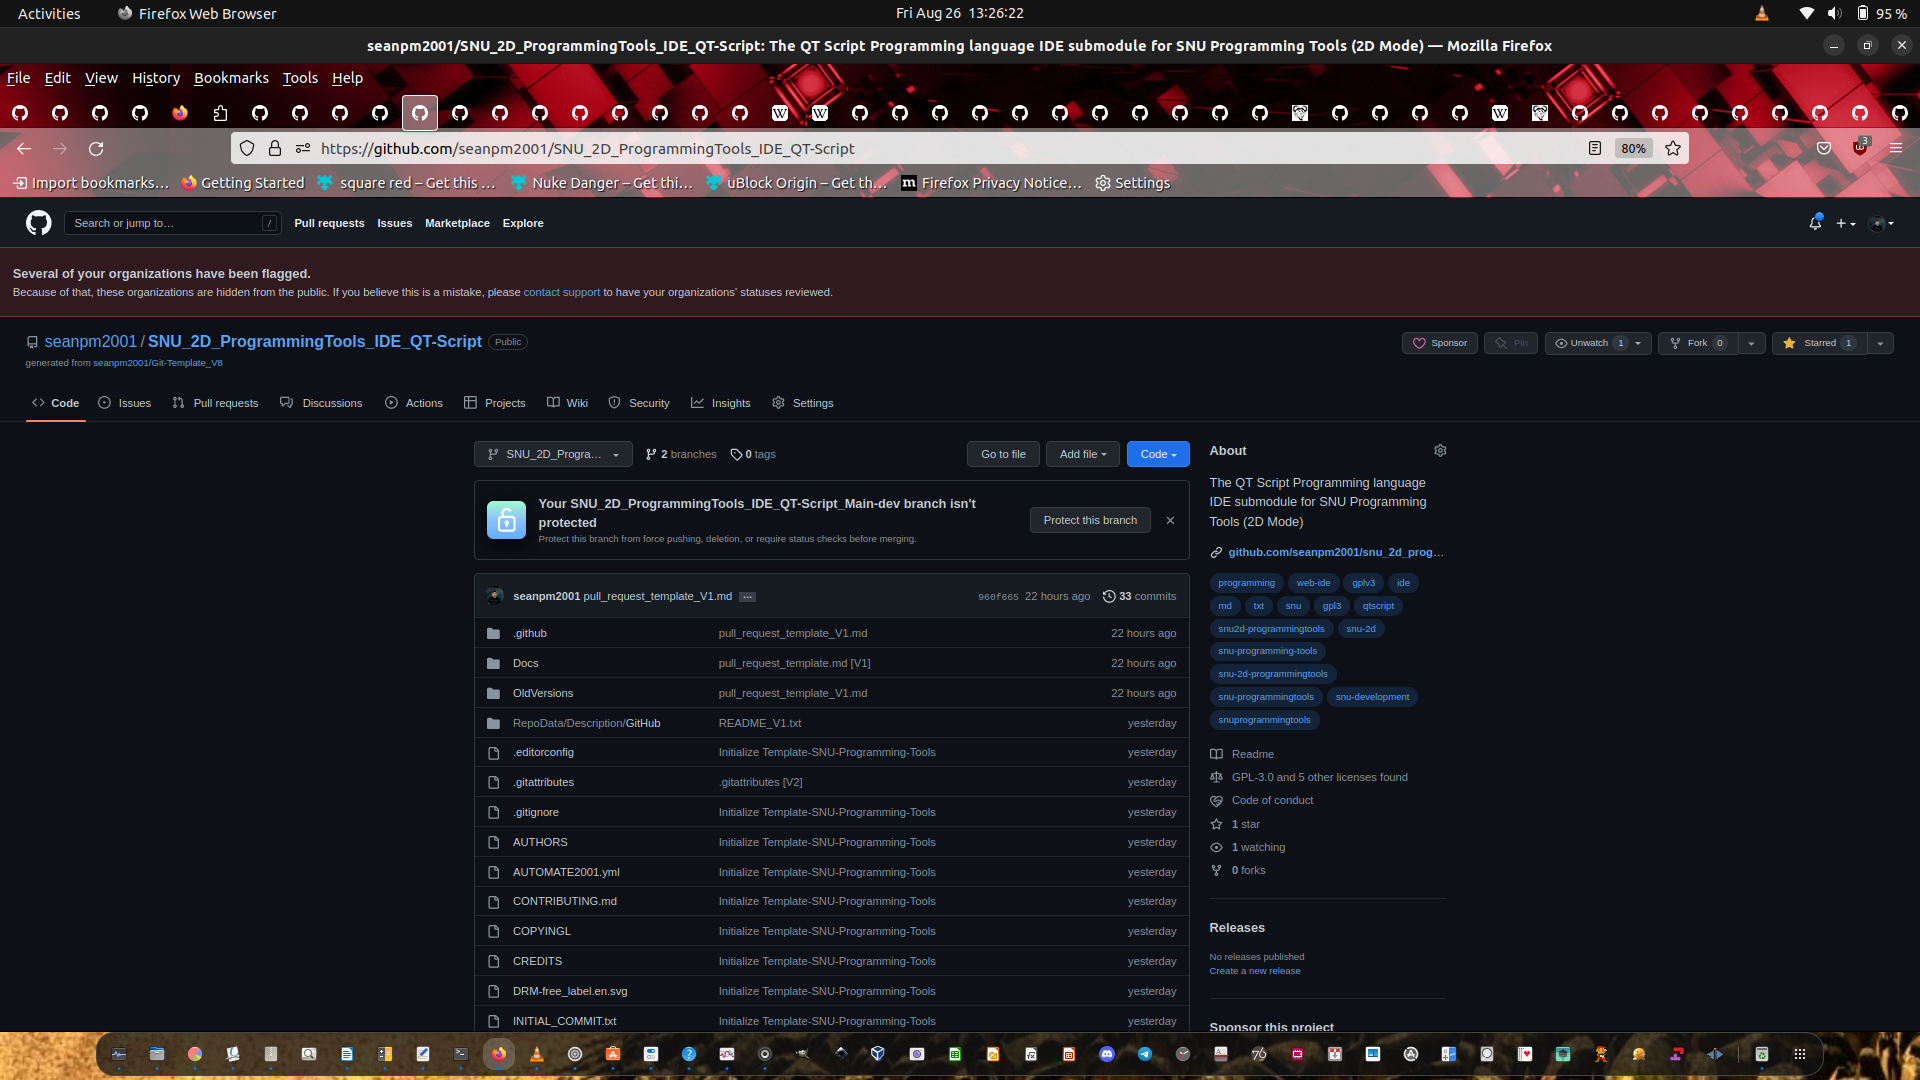 Activities
Firefox Web Browser
Fri Aug 26 13:26:22
95 %
seanpm2001/SNU_2D_ProgrammingTools_IDE_QT-Script: The QT Script Programming language IDE submodule for SNU Programming Tools (2D Mode) — Mozilla Firefox
File Edit View History Bookmarks Tools Help
https://github.com/seanpm2001/SNU_2D_ProgrammingTools_IDE_QT-Script
80%
3
Import bookmarks…
Getting Started
square red – Get this …
Nuke Danger – Get thi…
uBlock Origin – Get th…
Firefox Privacy Notice…
Settings
Search or jump to…
/
Pull requests
Issues
Marketplace
Explore
Several of your organizations have been flagged.
Because of that, these organizations are hidden from the public. If you believe this is a mistake, please contact support to have your organizations' statuses reviewed.
seanpm2001 / SNU_2D_ProgrammingTools_IDE_QT-Script
Public
Sponsor
Pin
Unwatch 1
Fork 0
Starred 1
generated from seanpm2001/Git-Template_V8
Code
Issues
Pull requests
Discussions
Actions
Projects
Wiki
Security
Insights
Settings
SNU_2D_Progra…
2 branches
0 tags
Go to file
Add file
Code
Your SNU_2D_ProgrammingTools_IDE_QT-Script_Main-dev branch isn't
protected
Protect this branch from force pushing, deletion, or require status checks before merging.
Protect this branch
seanpm2001 pull_request_template_V1.md … 960f665 22 hours ago 33 commits
.github pull_request_template_V1.md 22 hours ago
Docs pull_request_template.md [V1] 22 hours ago
OldVersions pull_request_template_V1.md 22 hours ago
RepoData/Description/GitHub README_V1.txt yesterday
.editorconfig Initialize Template-SNU-Programming-Tools yesterday
.gitattributes .gitattributes [V2] yesterday
.gitignore Initialize Template-SNU-Programming-Tools yesterday
AUTHORS Initialize Template-SNU-Programming-Tools yesterday
AUTOMATE2001.yml Initialize Template-SNU-Programming-Tools yesterday
CONTRIBUTING.md Initialize Template-SNU-Programming-Tools yesterday
COPYINGL Initialize Template-SNU-Programming-Tools yesterday
CREDITS Initialize Template-SNU-Programming-Tools yesterday
DRM-free_label.en.svg Initialize Template-SNU-Programming-Tools yesterday
INITIAL_COMMIT.txt Initialize Template-SNU-Programming-Tools yesterday
About
The QT Script Programming language
IDE submodule for SNU Programming
Tools (2D Mode)
github.com/seanpm2001/snu_2d_prog…
programming web-ide gplv3 ide
md txt snu gpl3 qtscript
snu2d-programmingtools snu-2d
snu-programming-tools
snu-2d-programmingtools
snu-programmingtools snu-development
snuprogrammingtools
Readme
GPL-3.0 and 5 other licenses found
Code of conduct
1 star
1 watching
0 forks
Releases
No releases published
Create a new release
Sponsor this project